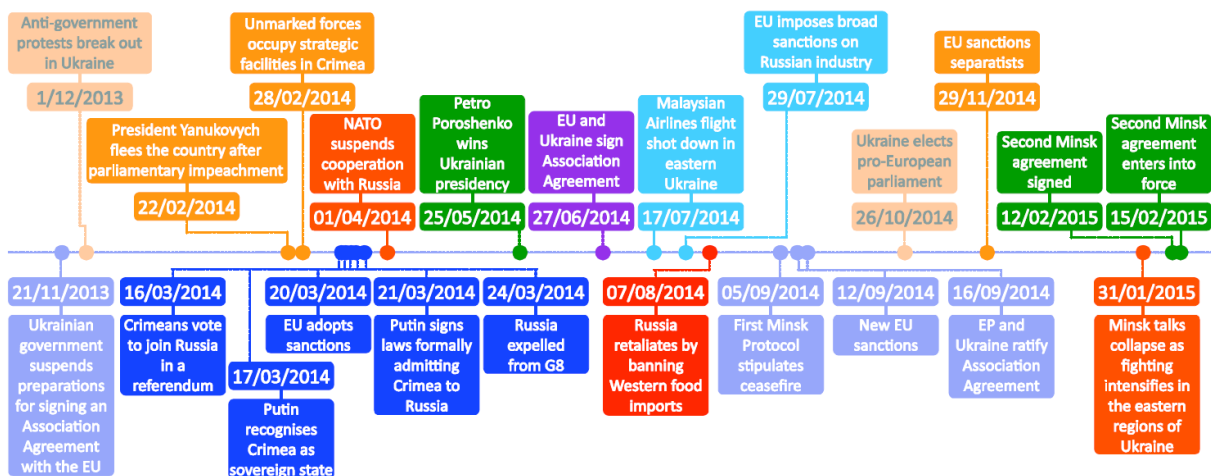 Anti-government
protests break out
in Ukraine
1/12/2013
Unmarked forces
occupy strategic
facilities in Crimea
28/02/2014
EU imposes broad
sanctions on
Russian industry
29/07/2014
EU sanctions
separatists
29/11/2014
President Yanukovych
flees the country after
parliamentary impeachment
22/02/2014
NATO
suspends
cooperation
with Russia
01/04/2014
Petro
Poroshenko
wins
Ukrainian
presidency
25/05/2014
EU and
Ukraine sign
Association
Agreement
27/06/2014
Malaysian
Airlines flight
shot down in
eastern
Ukraine
17/07/2014
Ukraine elects
pro-European
parliament
26/10/2014
Second Minsk
agreement
signed
12/02/2015
Second Minsk
agreement
enters into
force
15/02/2015
21/11/2013
Ukrainian
government
suspends
preparations
for signing an
Association
Agreement
with the EU
16/03/2014
Crimeans vote
to join Russia
in a
referendum
17/03/2014
Putin
recognises
Crimea as
sovereign state
20/03/2014
EU adopts
sanctions
21/03/2014
Putin signs
laws formally
admitting
Crimea to
Russia
24/03/2014
Russia
expelled
from G8
07/08/2014
Russia
retaliates by
banning
Western food
imports
05/09/2014
First Minsk
Protocol
stipulates
ceasefire
12/09/2014
New EU
sanctions
16/09/2014
EP and
Ukraine ratify
Association
Agreement
31/01/2015
Minsk talks
collapse as
fighting
intensifies in
the eastern
regions of
Ukraine